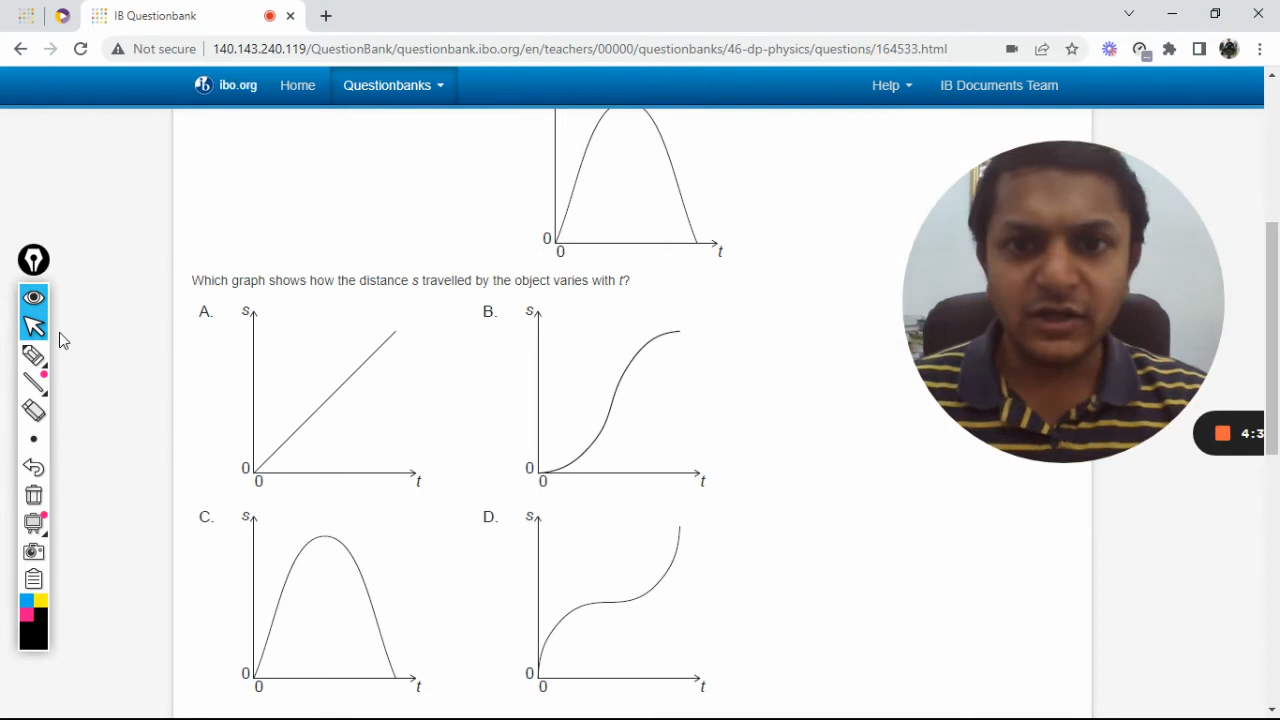 IB Questionbank
Not secure 140.143.240.119/QuestionBank/questionbank.ibo.org/en/teachers/00000/questionbanks/46-dp-physics/questions/164533.html
ibo.org Home Questionbanks Help IB Documents Team
0
0 t
Which graph shows how the distance s travelled by the object varies with t?
A. s B. s
4:3
0 0
0 t 0 t
C. s D. s
0 0
0 t 0 t